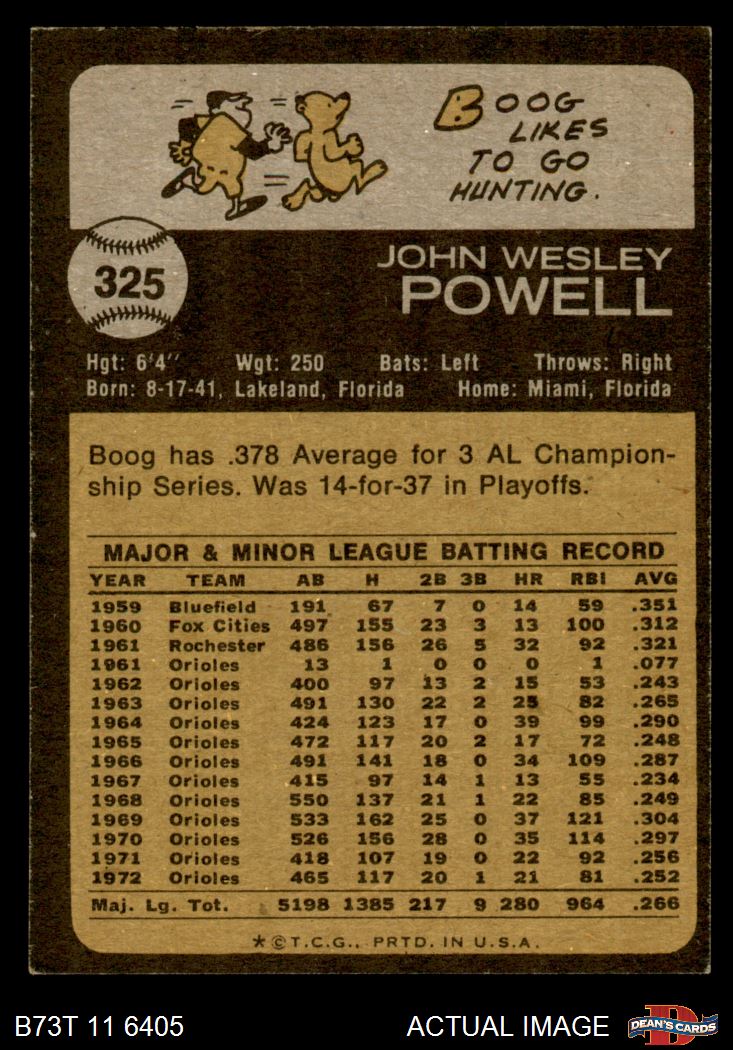 BOOG
LIKES
TO GO
HUNTING.
325
JOHN WESLEY
POWELL
Hgt: 6'4" Wgt: 250 Bats: Left Throws: Right
Born: 8-17-41, Lakeland, Florida Home: Miami, Florida
Boog has .378 Average for 3 AL Champion-
ship Series. Was 14-for-37 in Playoffs.
MAJOR & MINOR LEAGUE BATTING RECORD
YEAR TEAM AB H 2B 3B HR RBI AVG
1959 Bluefield 191 67 7 0 14 59 .351
1960 Fox Cities 497 155 23 3 13 100 .312
1961 Rochester 486 156 26 5 32 92 .321
1961 Orioles 13 1 0 0 0 1 .077
1962 Orioles 400 97 13 2 15 53 .243
1963 Orioles 491 130 22 2 25 82 .265
1964 Orioles 424 123 17 0 39 99 .290
1965 Orioles 472 117 20 2 17 72 .248
1966 Orioles 491 141 18 0 34 109 .287
1967 Orioles 415 97 14 1 13 55 .234
1968 Orioles 550 137 21 1 22 85 .249
1969 Orioles 533 162 25 0 37 121 .304
1970 Orioles 526 156 28 0 35 114 .297
1971 Orioles 418 107 19 0 22 92 .256
1972 Orioles 465 117 20 1 21 81 .252
Maj. Lg. Tot. 5198 1385 217 9 280 964 .266
*©T.C.G., PRTD. IN U.S.A.
B73T 11 6405 ACTUAL IMAGE D DEAN'S CARDS